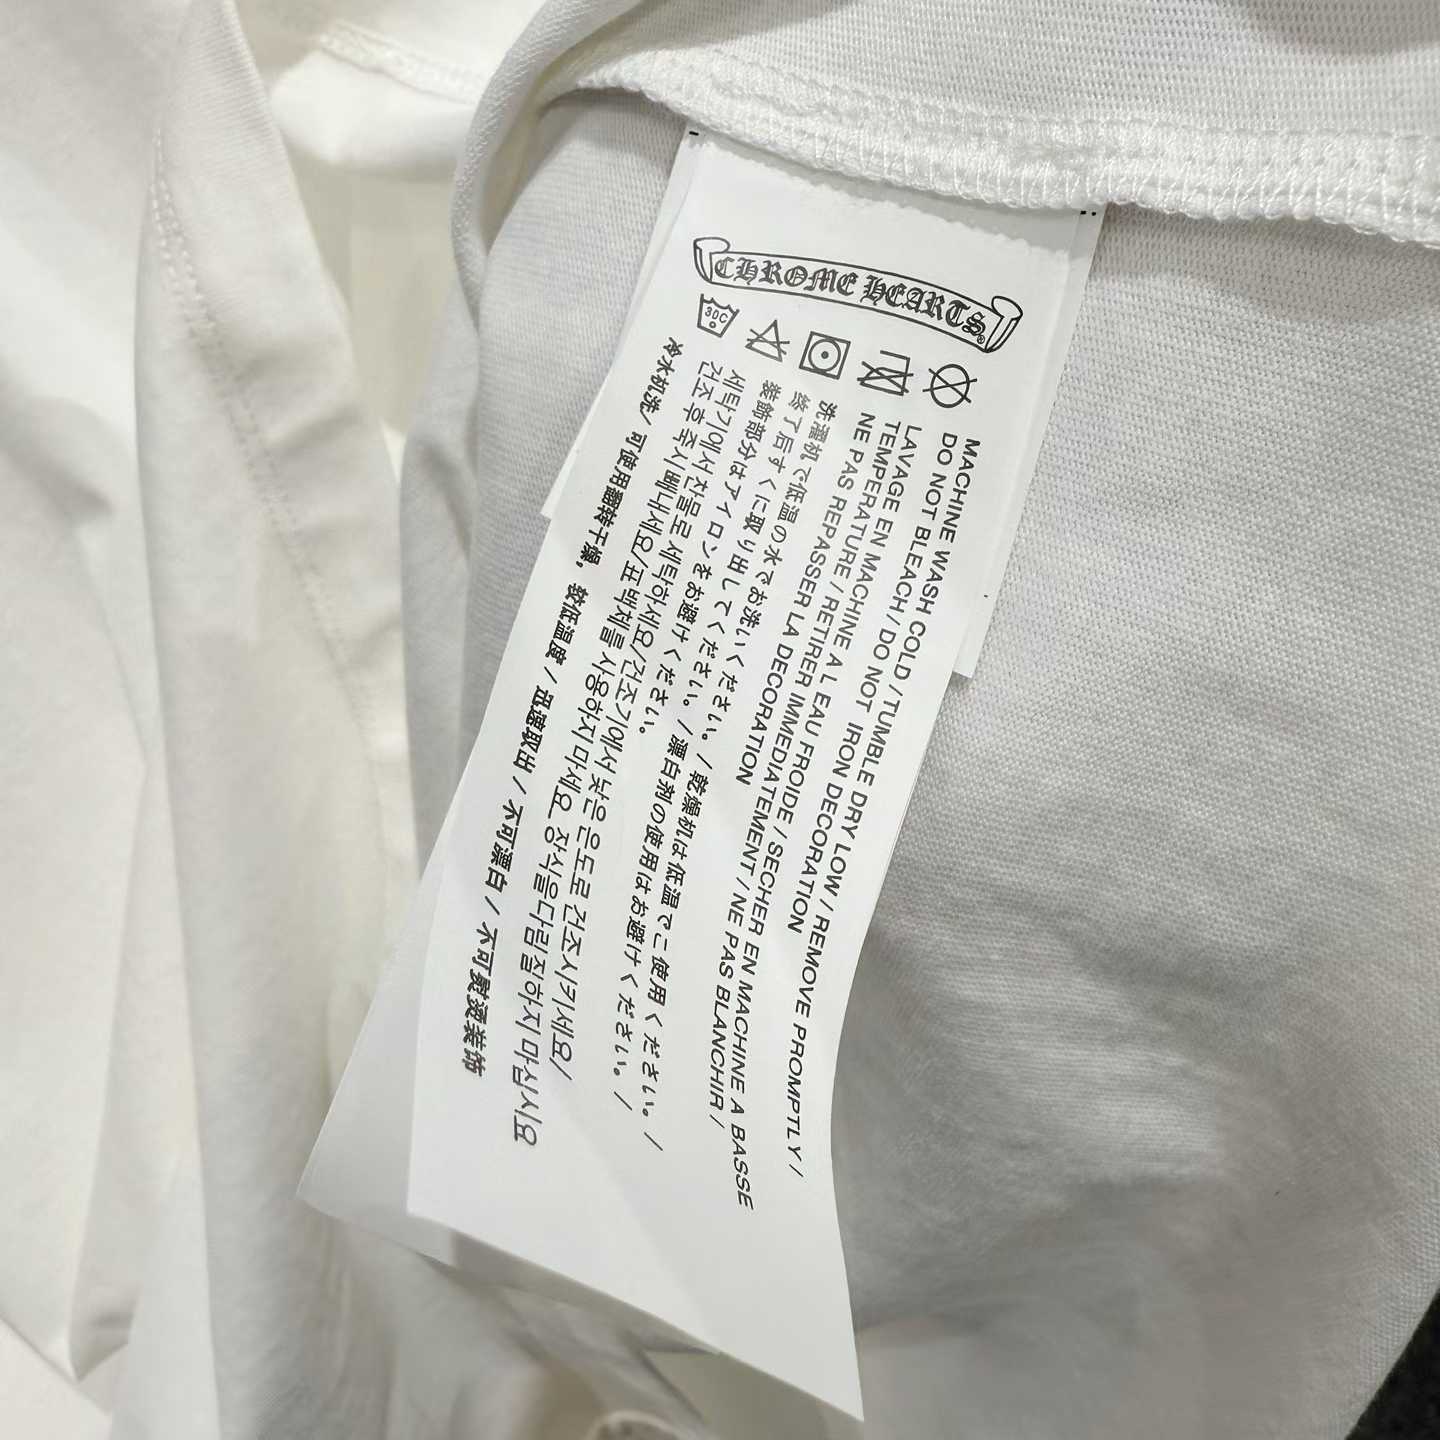 CHROME HEARTS®
30C
MACHINE WASH COLD / TUMBLE DRY LOW / REMOVE PROMPTLY /
DO NOT BLEACH / DO NOT IRON DECORATION
LAVAGE EN MACHINE A L EAU FROIDE / SECHER EN MACHINE A BASSE
TEMPERATURE / RETIRER IMMEDIATEMENT / NE PAS BLANCHIR /
NE PAS REPASSER LA DECORATION
洗濯机で低温の水でお洗いください。/ 乾燥机は低温でご使用ください。/
終了后すくに取り出してください。/ 漂白剤の使用はお避けください。/
装飾部分はアイロンをお避けください。
세탁기에서 찬물로 세탁하세요/건조기에서 낮은 온도로 건조시키세요/
건조 후 즉시 빼내세요/표백제를 사용하지 마세요 장식을 다림질하지 마십시요
冷水机洗/ 可使用翻转干燥，较低温度 / 迅速取出 / 不可漂白 / 不可熨烫装饰